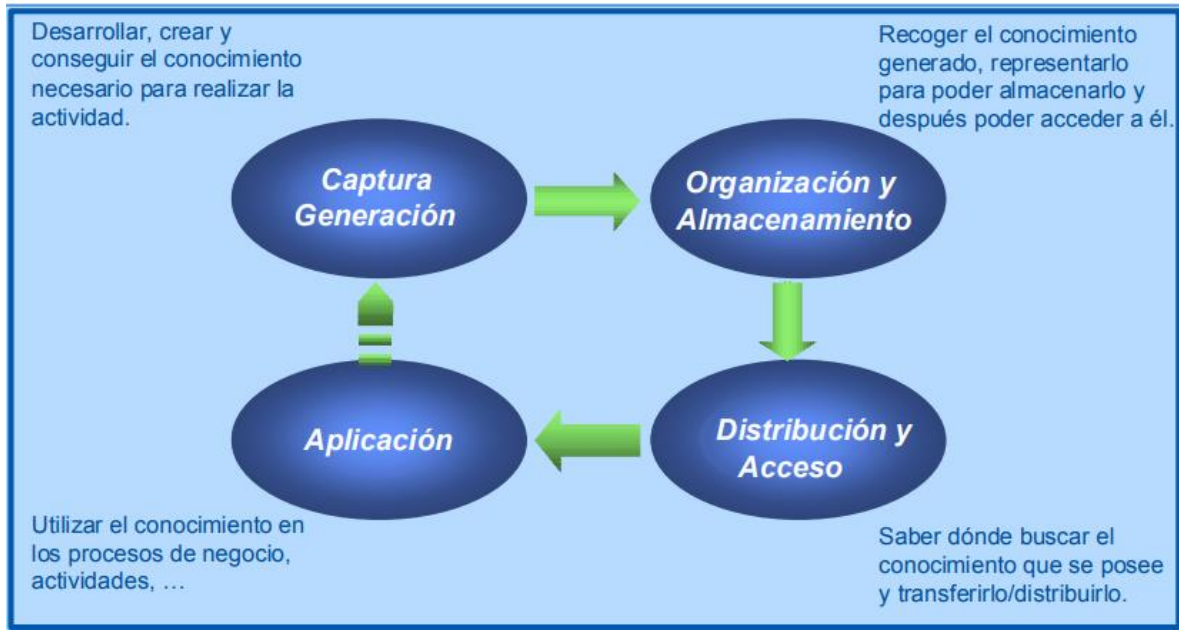 Desarrollar, crear y
conseguir el conocimiento
necesario para realizar la
actividad.
Recoger el conocimiento
generado, representarlo
para poder almacenarlo y
después poder acceder a él.
Captura
Generación
Organización y
Almacenamiento
Aplicación
Distribución y
Acceso
Utilizar el conocimiento en
los procesos de negocio,
actividades, …
Saber dónde buscar el
conocimiento que se posee
y transferirlo/distribuirlo.